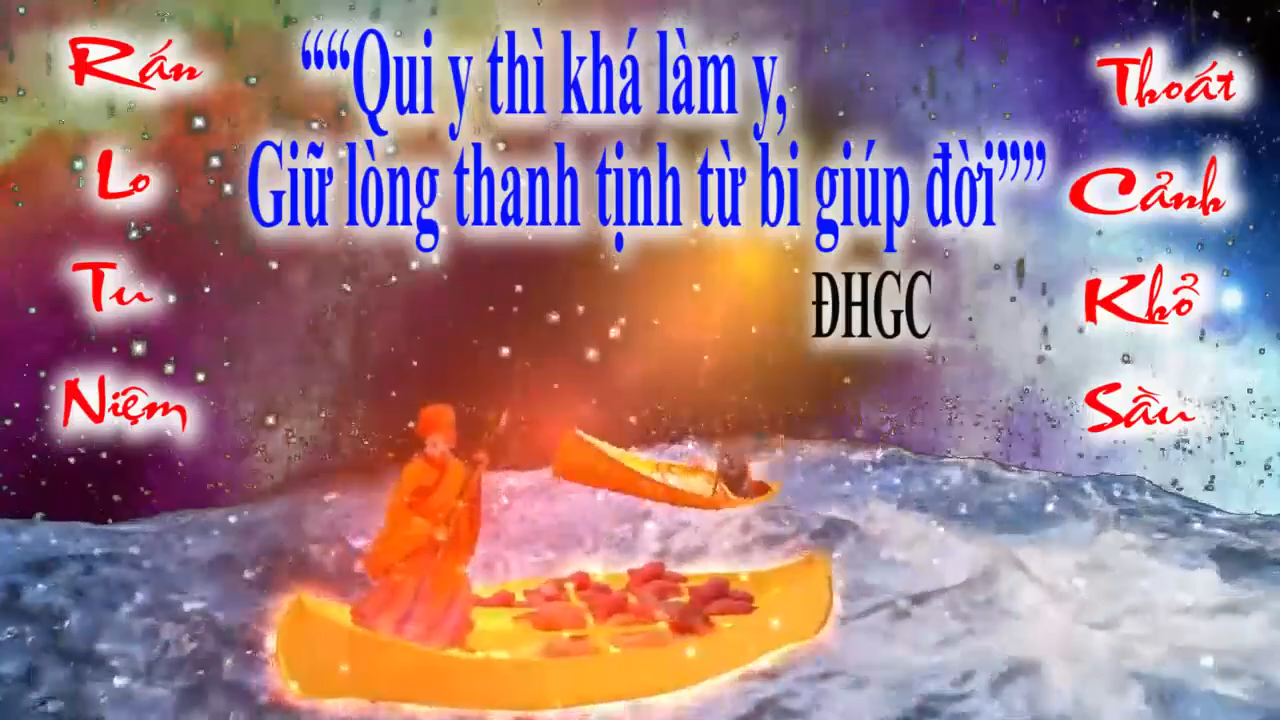 Rấn
Lo
Tu
Niệm
““Qui y thì khá làm y,
Giữ lòng thanh tịnh từ bi giúp đời””
ĐHGC
Thoát
Cảnh
Khổ
Sầu